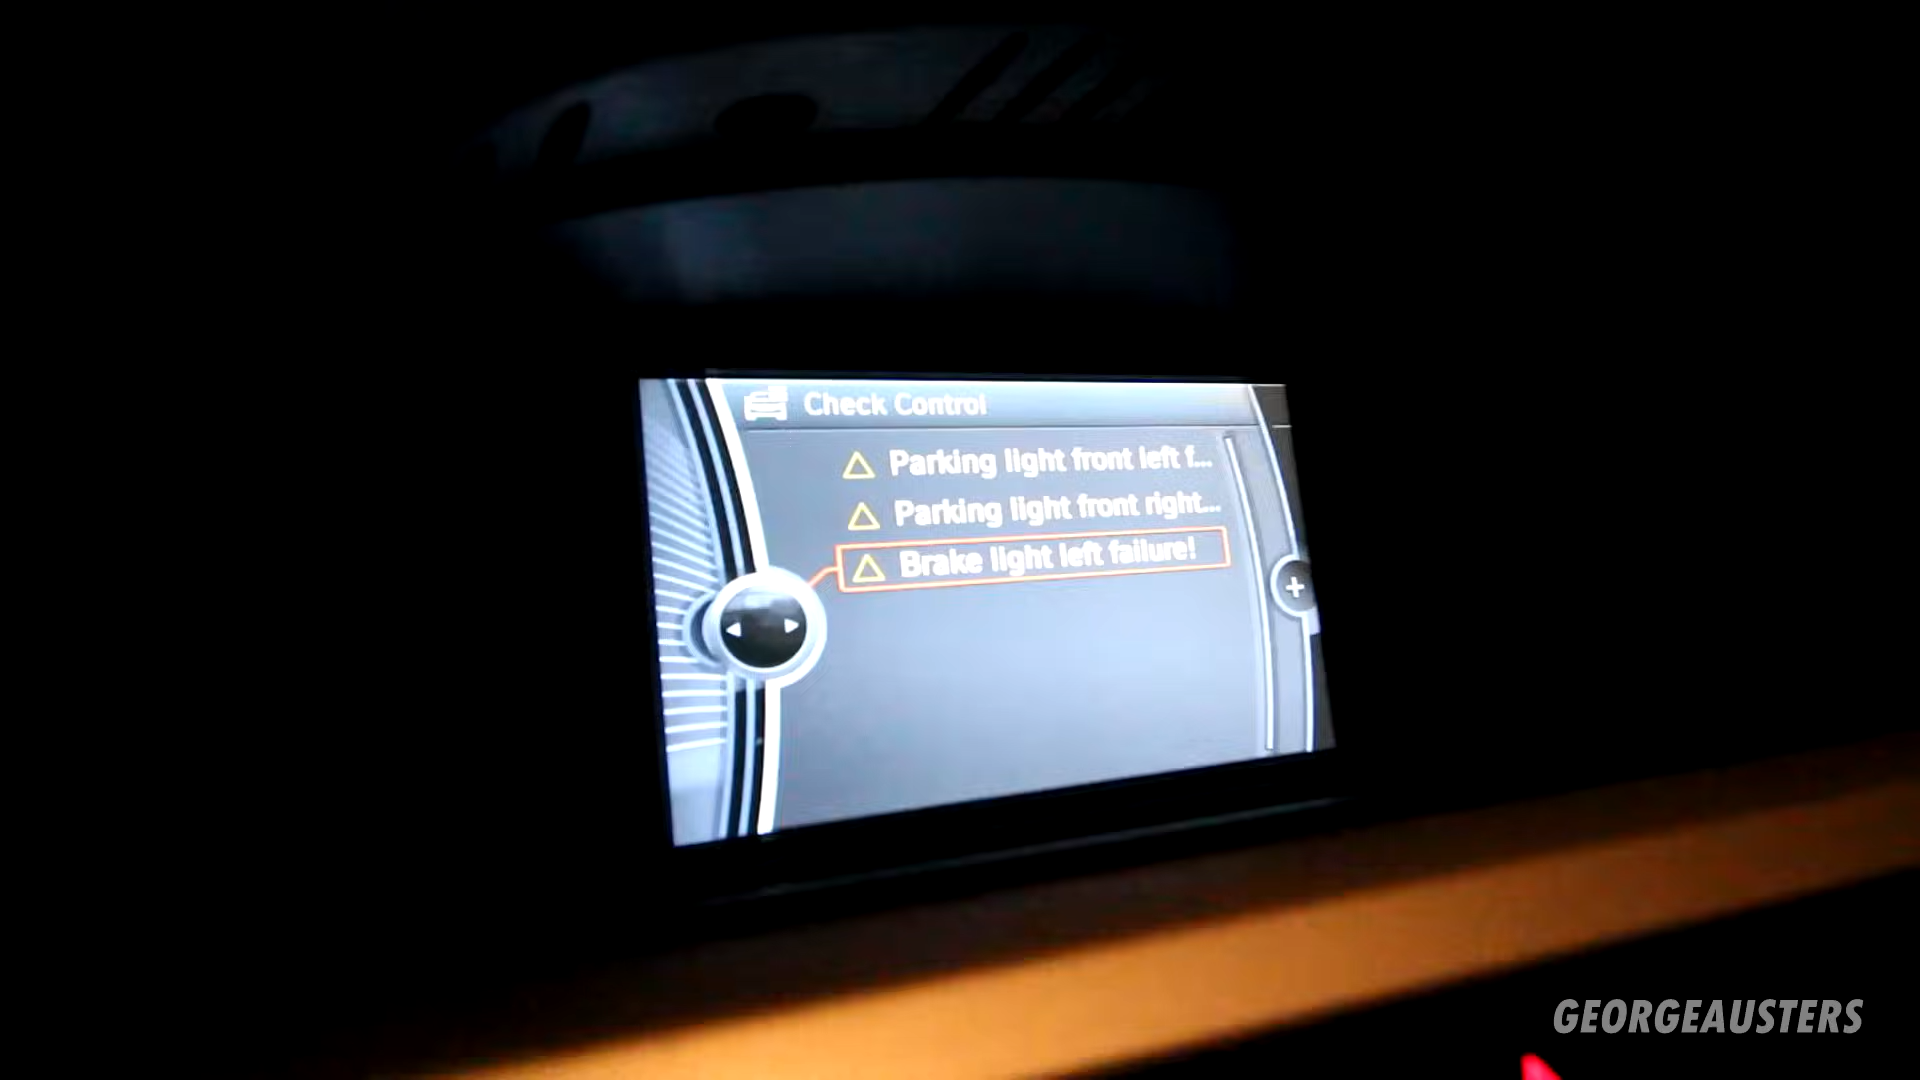 Check Control
Parking light front left f...
Parking light front right...
Brake light left failure!
GEORGEAUSTERS